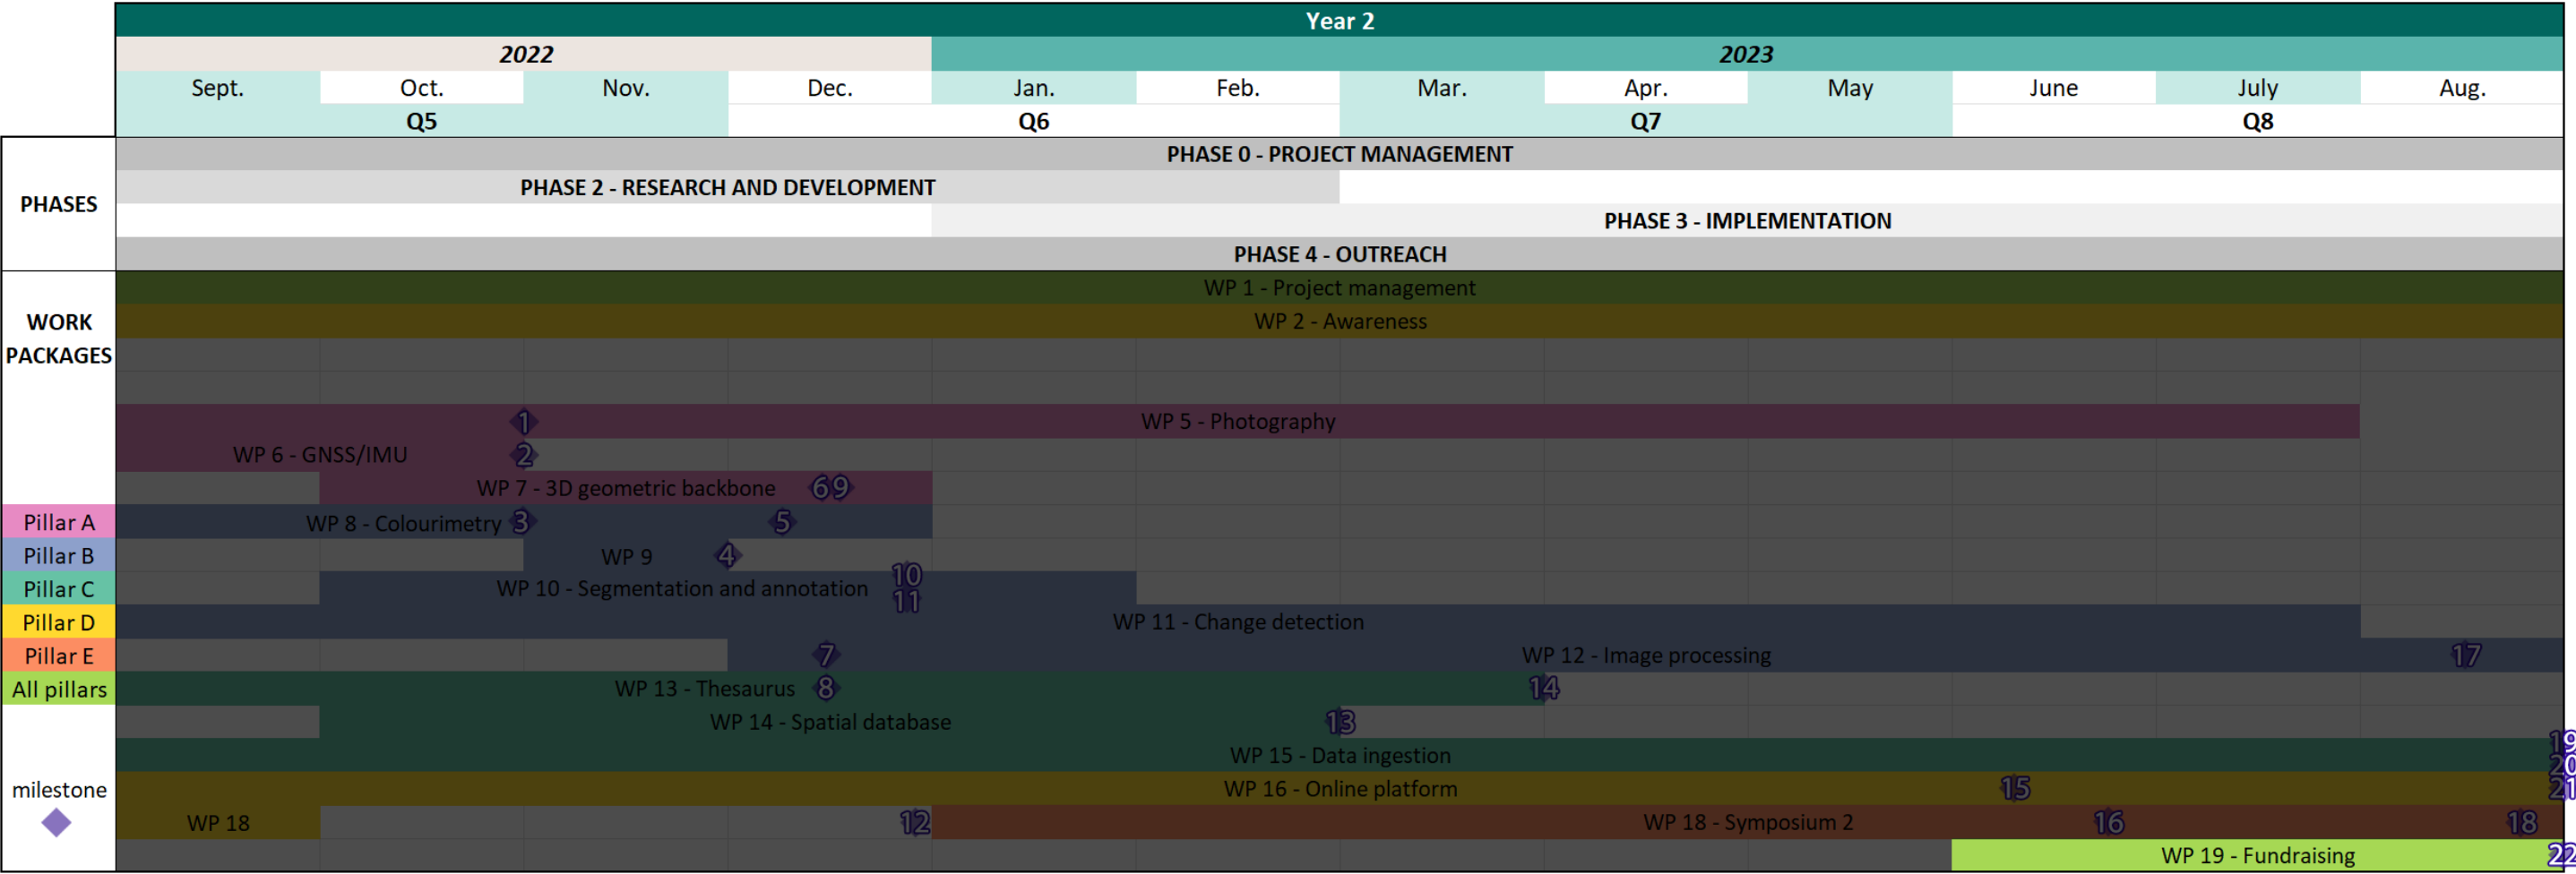 Year 2
2022 2023
Sept. Oct. Nov. Dec. Jan. Feb. Mar. Apr. May June July Aug.
Q5 Q6 Q7 Q8
PHASES
PHASE 0 - PROJECT MANAGEMENT
PHASE 2 - RESEARCH AND DEVELOPMENT
PHASE 3 - IMPLEMENTATION
PHASE 4 - OUTREACH
WORK
PACKAGES
WP 1 - Project management
WP 2 - Awareness
1 WP 5 - Photography
WP 6 - GNSS/IMU 2
WP 7 - 3D geometric backbone 6 9
Pillar A WP 8 - Colourimetry 3 5
Pillar B WP 9 4
Pillar C WP 10 - Segmentation and annotation 10
11
Pillar D WP 11 - Change detection
Pillar E 7 WP 12 - Image processing 17
All pillars WP 13 - Thesaurus 8 14
WP 14 - Spatial database 13
WP 15 - Data ingestion 19
20
milestone WP 16 - Online platform 15 21
WP 18 12 WP 18 - Symposium 2 16 18
WP 19 - Fundraising 22